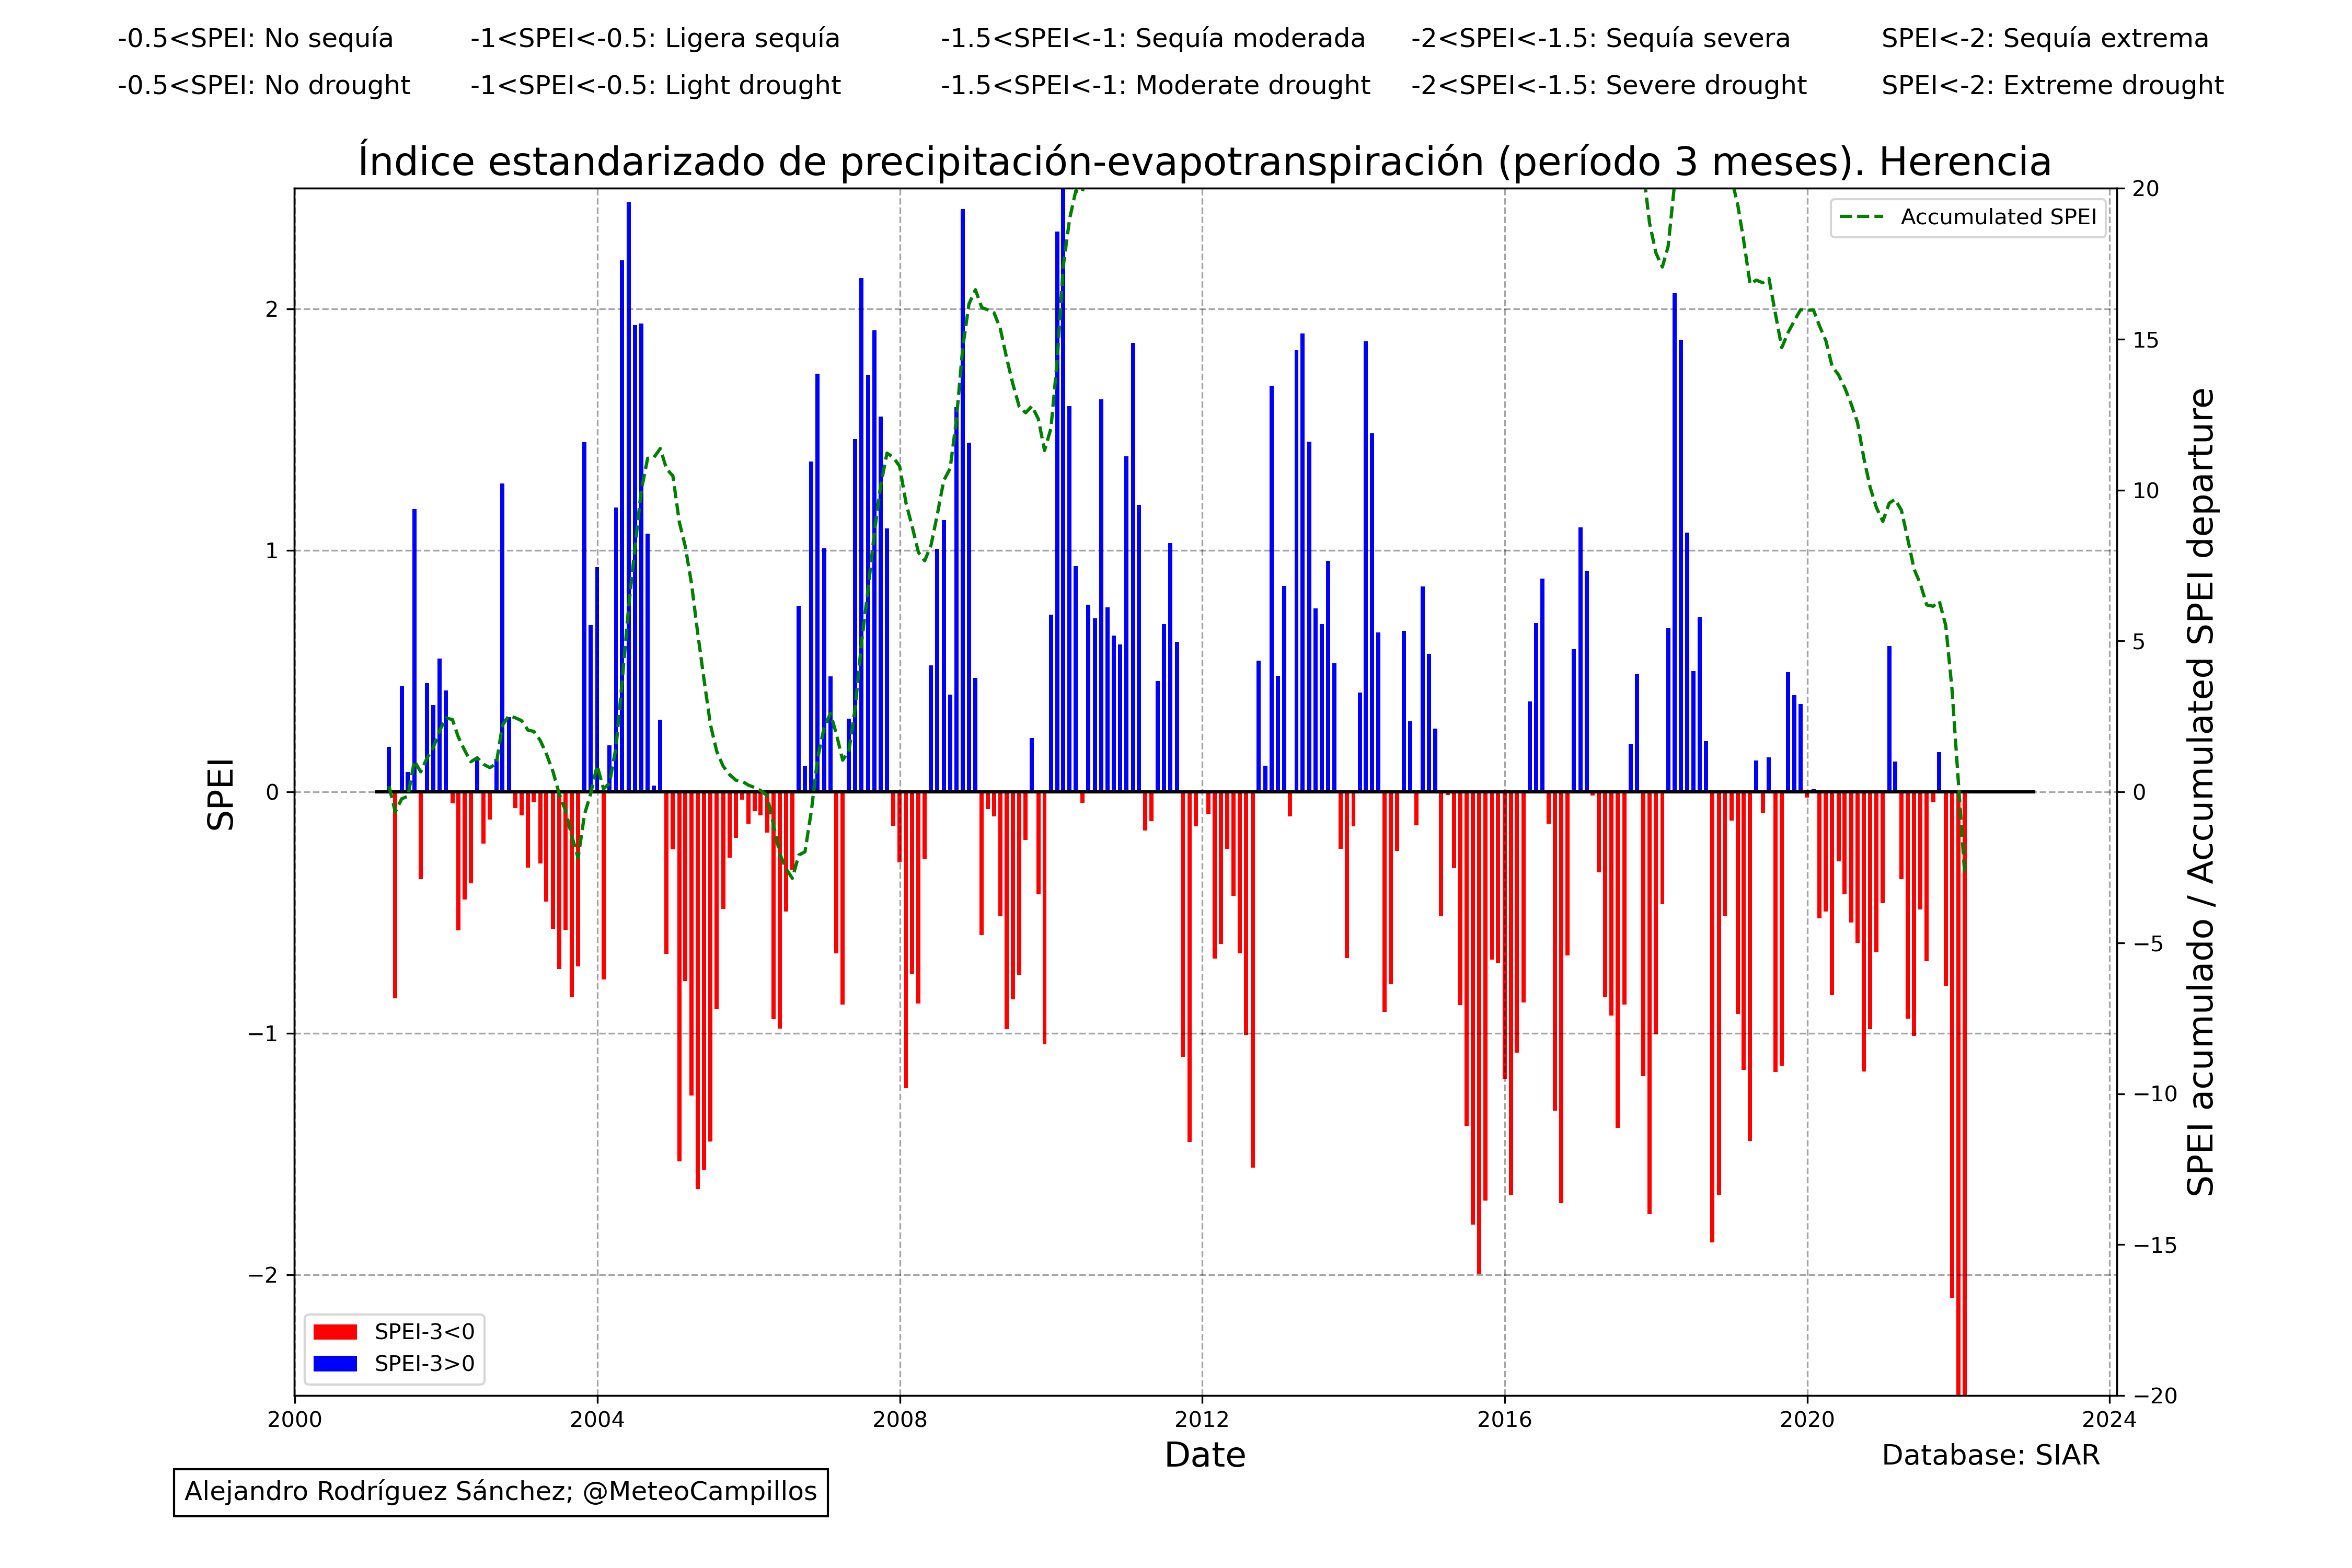 -0.5<SPEI: No sequía -1<SPEI<-0.5: Ligera sequía -1.5<SPEI<-1: Sequía moderada -2<SPEI<-1.5: Sequía severa SPEI<-2: Sequía extrema
-0.5<SPEI: No drought -1<SPEI<-0.5: Light drought -1.5<SPEI<-1: Moderate drought -2<SPEI<-1.5: Severe drought SPEI<-2: Extreme drought
Índice estandarizado de precipitación-evapotranspiración (período 3 meses). Herencia
Accumulated SPEI
SPEI
2
1
0
−1
−2
20
15
10
5
0
−5
−10
−15
−20
SPEI acumulado / Accumulated SPEI departure
SPEI-3<0
SPEI-3>0
2000 2004 2008 2012 2016 2020 2024
Date
Database: SIAR
Alejandro Rodríguez Sánchez; @MeteoCampillos